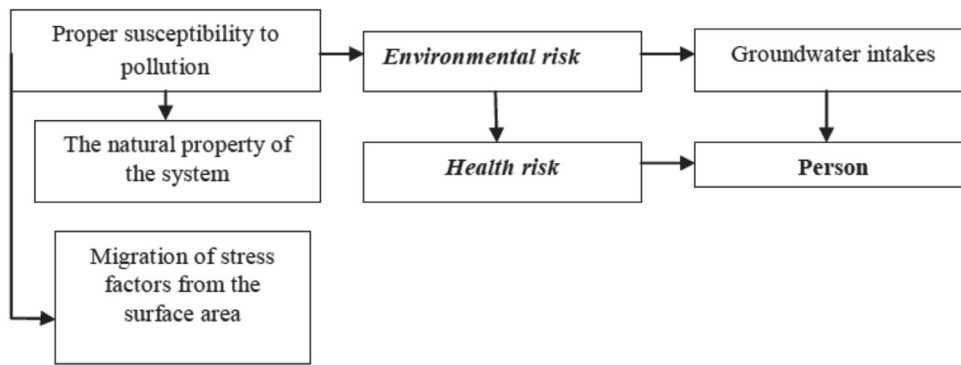 Proper susceptibility to
pollution
Environmental risk
Groundwater intakes
The natural property of
the system
Health risk
Person
Migration of stress
factors from the
surface area